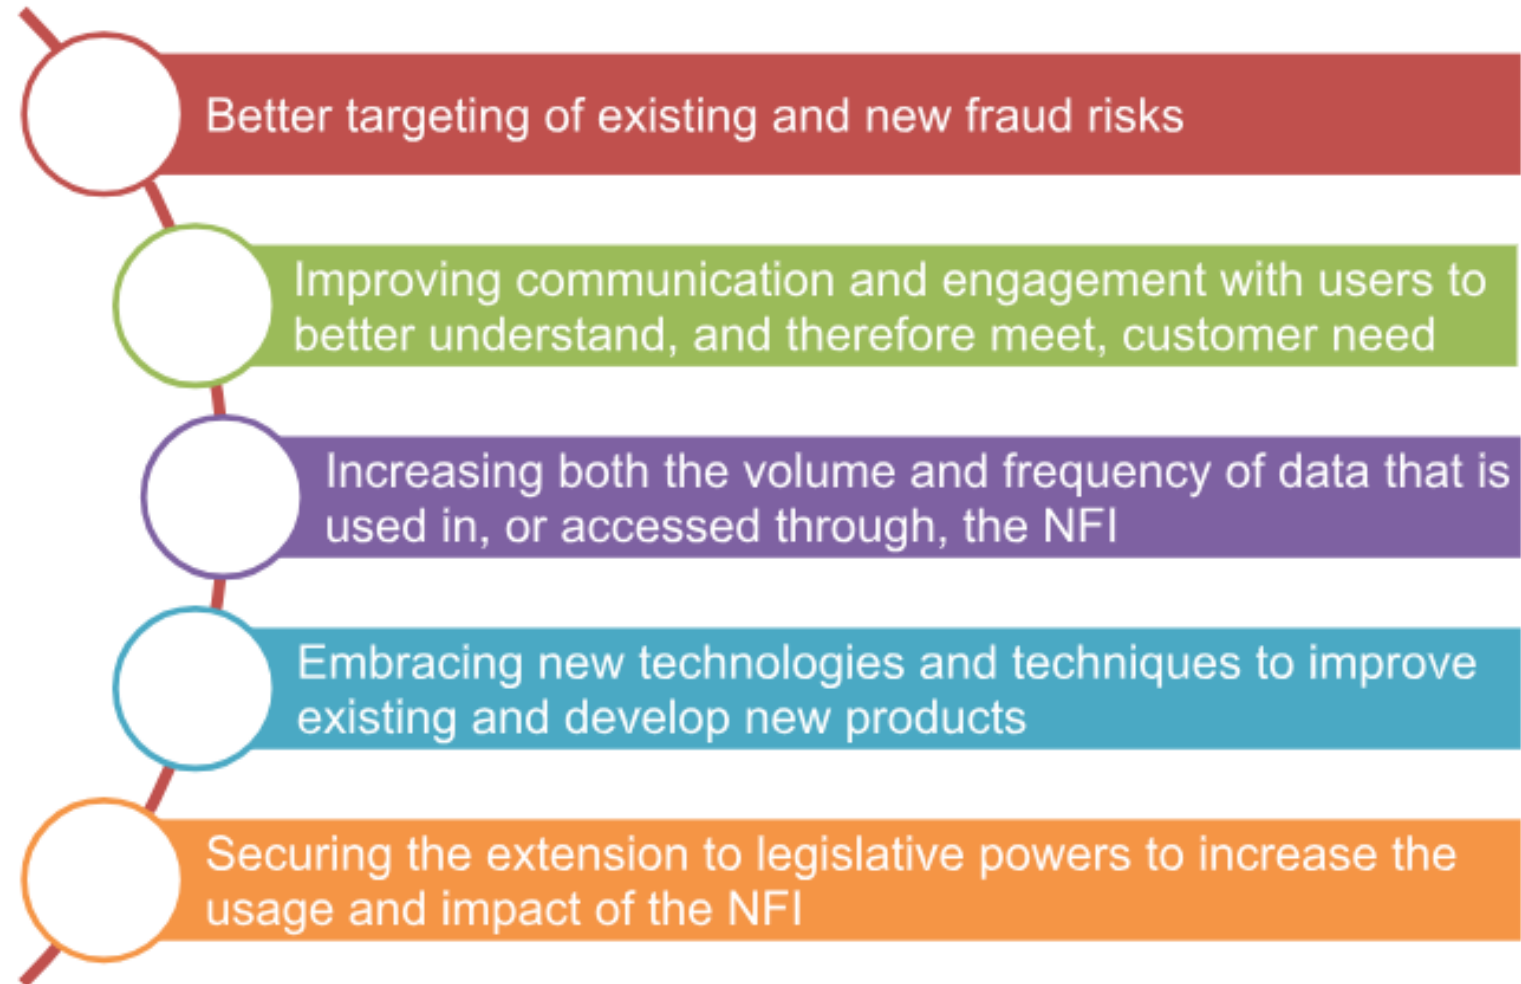 Better targeting of existing and new fraud risks
Improving communication and engagement with users to
better understand, and therefore meet, customer need
Increasing both the volume and frequency of data that is
used in, or accessed through, the NFI
Embracing new technologies and techniques to improve
existing and develop new products
Securing the extension to legislative powers to increase the
usage and impact of the NFI